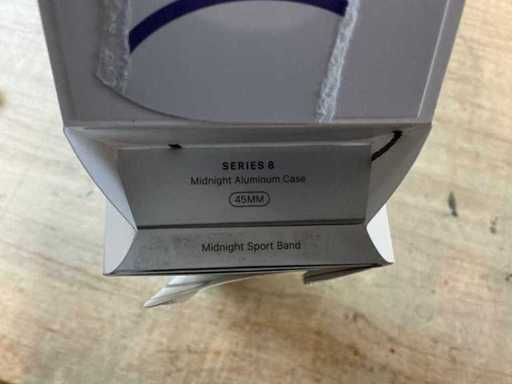 SERIES 8
Midnight Aluminum Case
45MM
Midnight Sport Band